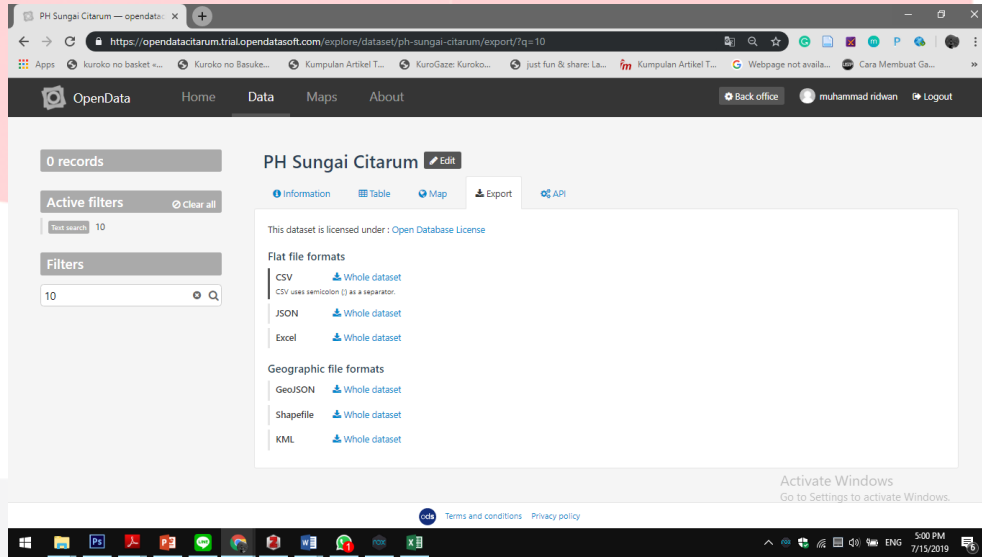 PH Sungai Citarum — opendatac
https://opendatacitarum.trial.opendatasoft.com/explore/dataset/ph-sungai-citarum/export/?q=10
Apps kuroko no basket «... Kuroko no Basuke... Kumpulan Artikel T... KuroGaze: Kuroko... just fun & share: La... Kumpulan Artikel T... Webpage not availa... Cara Membuat Ga... »
OpenData Home Data Maps About Back office muhammad ridwan Logout
0 records
PH Sungai Citarum Edit
Active filters Clear all
Information Table Map Export API
Text search 10
This dataset is licensed under : Open Database License
Filters
10
Flat file formats
CSV Whole dataset
CSV uses semicolon (;) as a separator.
JSON Whole dataset
Excel Whole dataset
Geographic file formats
GeoJSON Whole dataset
Shapefile Whole dataset
KML Whole dataset
Activate Windows
Go to Settings to activate Windows.
ods Terms and conditions Privacy policy
ENG 5:00 PM
7/15/2019